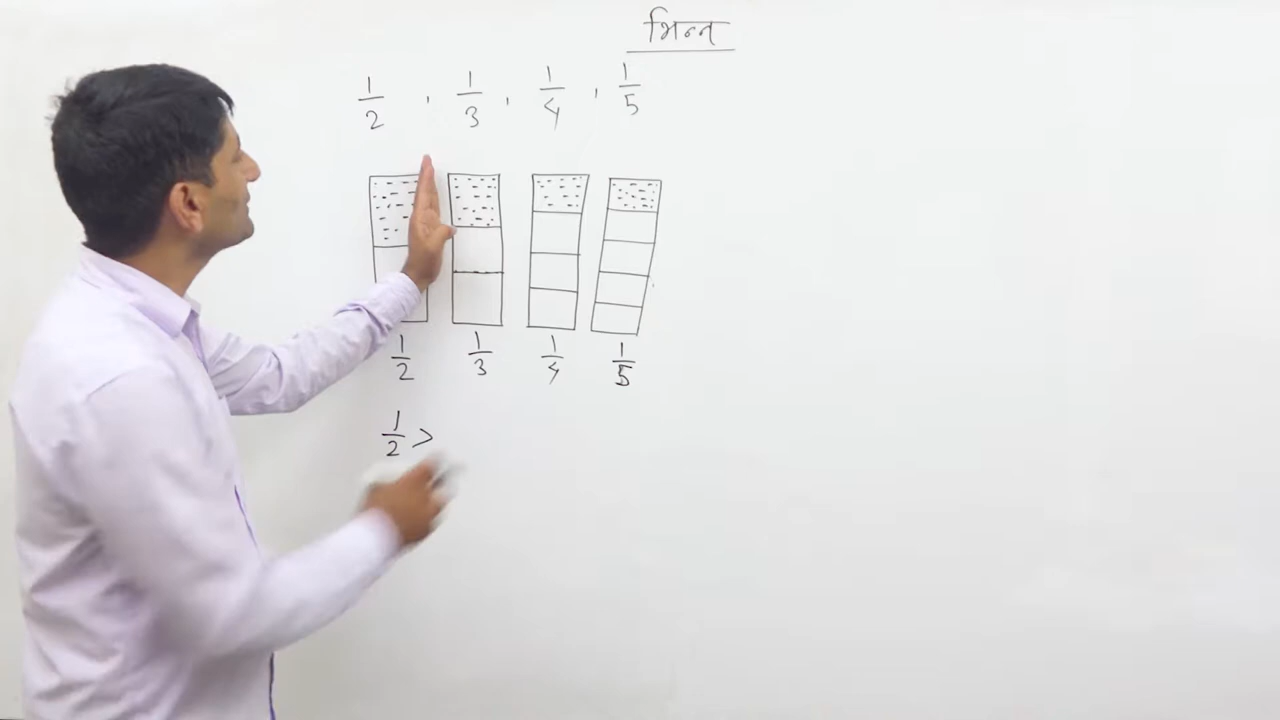 भिन्न
1/2 , 1/3 , 1/4 , 1/5
1/2 1/3 1/4 1/5
1/2 >